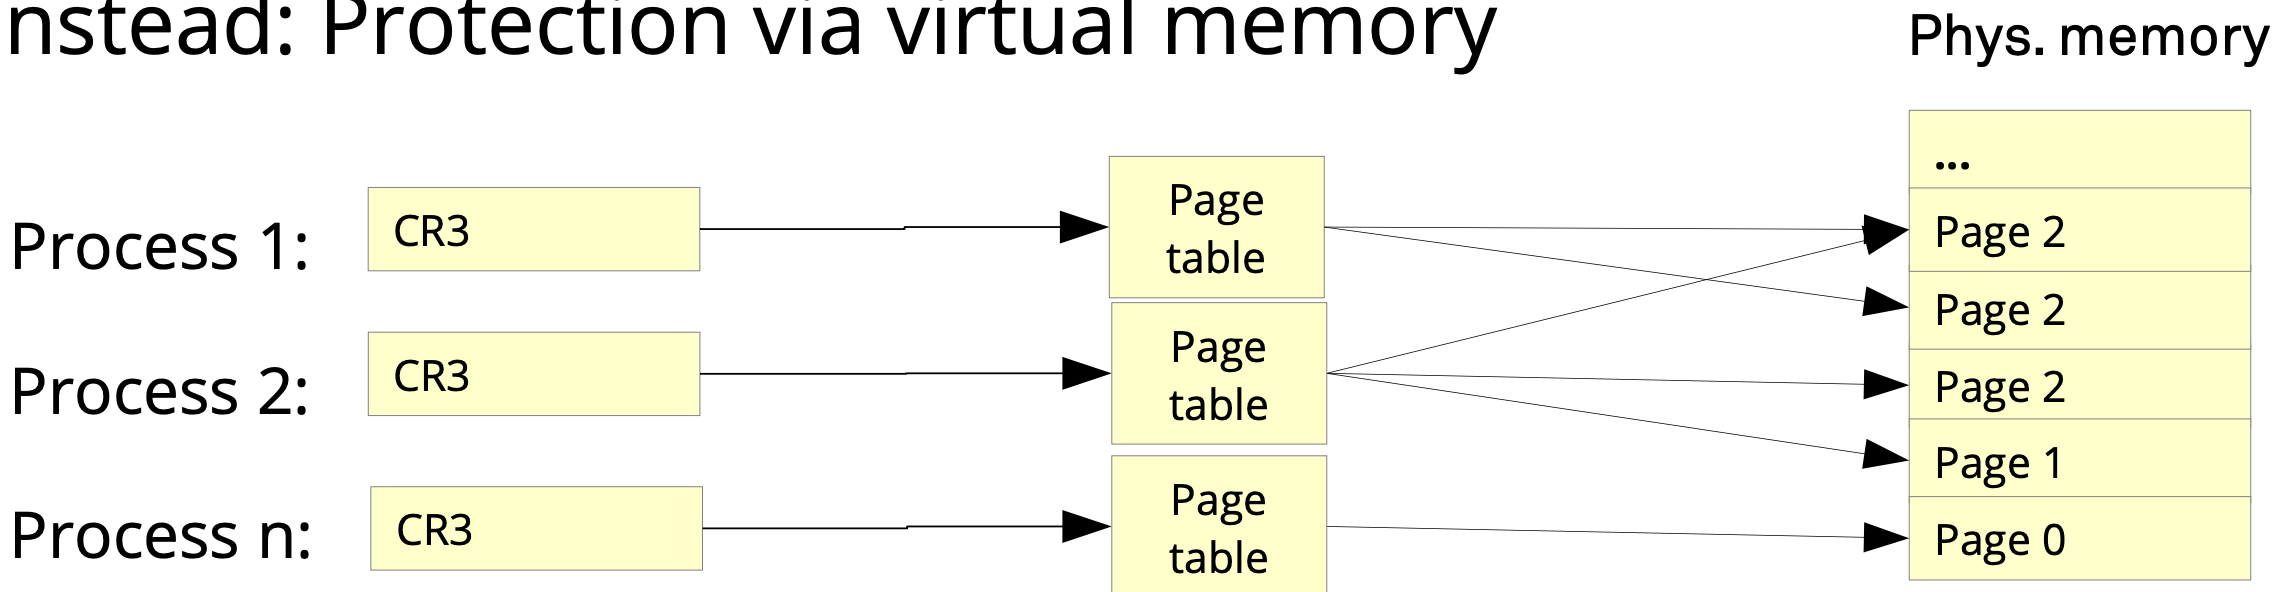 nstead: Protection via virtual memory
Phys. memory
...
Process 1:
CR3
Page
table
Page 2
Page 2
Process 2:
CR3
Page
table
Page 2
Page 1
Process n:
CR3
Page
table
Page 0